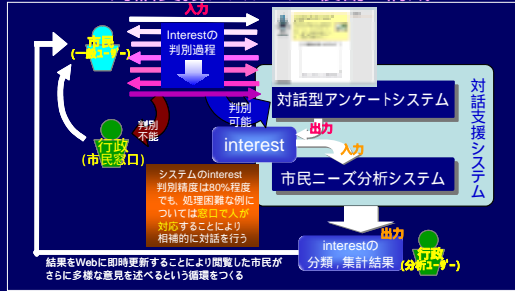 入力
市民
(一般ユーザー)
Interestの
判別過程
対話型アンケートシステム
対話支援システム
判別
可能
判別
不能
出力
interest
入力
行政
(市民窓口)
市民ニーズ分析システム
システムのinterest
判別精度は80%程度
でも、処理困難な例に
ついては窓口で人が
対応することにより
相補的に対話を行う
出力
interestの
分類，集計結果
行政
(分析ユーザー)
結果をWebに即時更新することにより閲覧した市民が
さらに多様な意見を述べるという循環をつくる